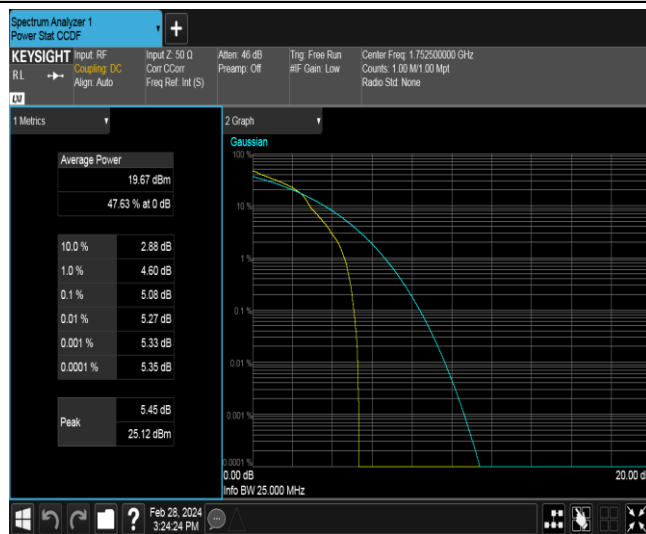 Spectrum Analyzer 1
Power Stat CCDF
+
KEYSIGHT
RL
LXI
Input: RF
Coupling: DC
Align: Auto
Input Z: 50 Ω
Corr CCorr
Freq Ref: Int (S)
Atten: 46 dB
Preamp: Off
Trig: Free Run
#IF Gain: Low
Center Freq: 1.752500000 GHz
Counts: 1.00 M/1.00 Mpt
Radio Std: None
1 Metrics
Average Power
19.67 dBm
47.63 % at 0 dB
10.0 % 2.88 dB
1.0 % 4.60 dB
0.1 % 5.08 dB
0.01 % 5.27 dB
0.001 % 5.33 dB
0.0001 % 5.35 dB
Peak
5.45 dB
25.12 dBm
2 Graph
Gaussian
100 %
10 %
1 %
0.1 %
0.01 %
0.001 %
0.0001 %
0.00 dB
20.00 d
Info BW 25.000 MHz
?
Feb 28, 2024
3:24:24 PM